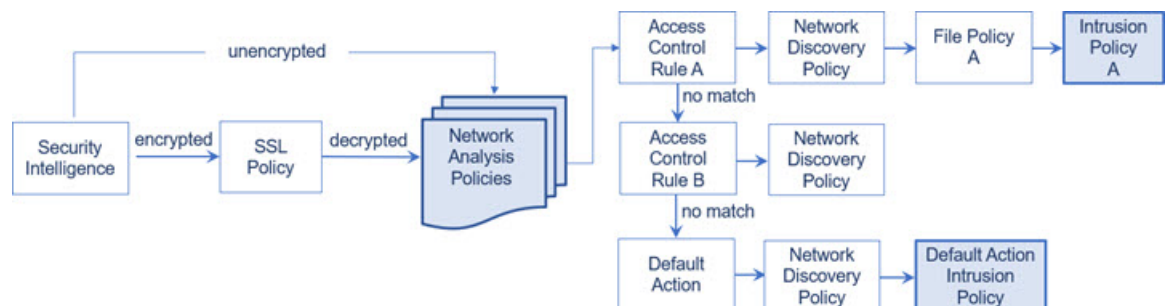 unencrypted
Security
Intelligence
encrypted
SSL
Policy
decrypted
Network
Analysis
Policies
Access
Control
Rule A
Network
Discovery
Policy
File Policy
A
Intrusion
Policy
A
no match
Access
Control
Rule B
Network
Discovery
Policy
no match
Default
Action
Network
Discovery
Policy
Default Action
Intrusion
Policy